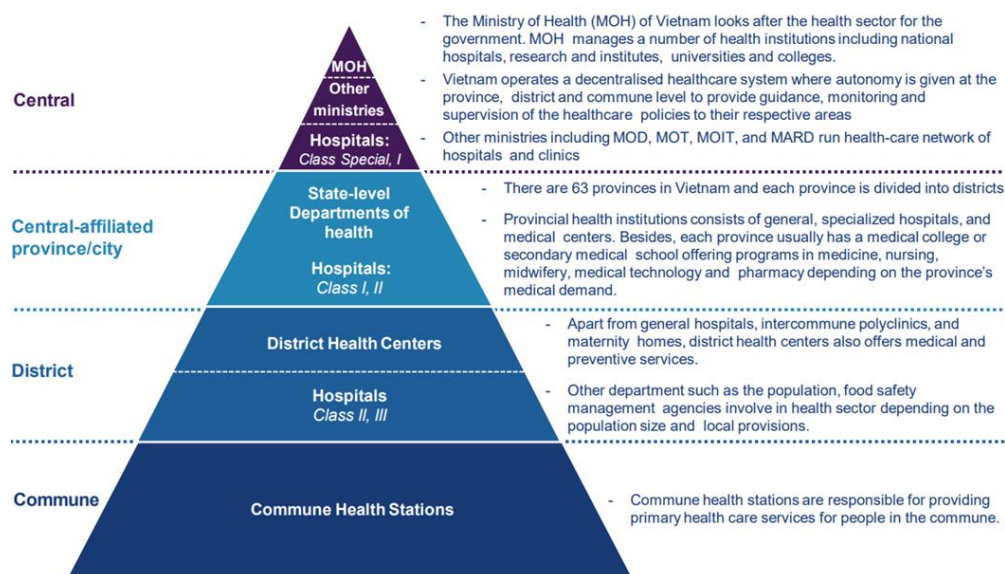 - The Ministry of Health (MOH) of Vietnam looks after the health sector for the
government. MOH manages a number of health institutions including national
hospitals, research and institutes, universities and colleges.
- Vietnam operates a decentralised healthcare system where autonomy is given at the
province, district and commune level to provide guidance, monitoring and
supervision of the healthcare policies to their respective areas
- Other ministries including MOD, MOT, MOIT, and MARD run health-care network of
hospitals and clinics
Central
MOH
Other
ministries
Hospitals:
Class Special, I
Central-affiliated
province/city
State-level
Departments of
health
Hospitals:
Class I, II
- There are 63 provinces in Vietnam and each province is divided into districts
- Provincial health institutions consists of general, specialized hospitals, and
medical centers. Besides, each province usually has a medical college or
secondary medical school offering programs in medicine, nursing,
midwifery, medical technology and pharmacy depending on the province's
medical demand.
District
District Health Centers
Hospitals
Class II, III
- Apart from general hospitals, intercommune polyclinics, and
maternity homes, district health centers also offers medical and
preventive services.
- Other department such as the population, food safety
management agencies involve in health sector depending on the
population size and local provisions.
Commune
Commune Health Stations
- Commune health stations are responsible for providing
primary health care services for people in the commune.